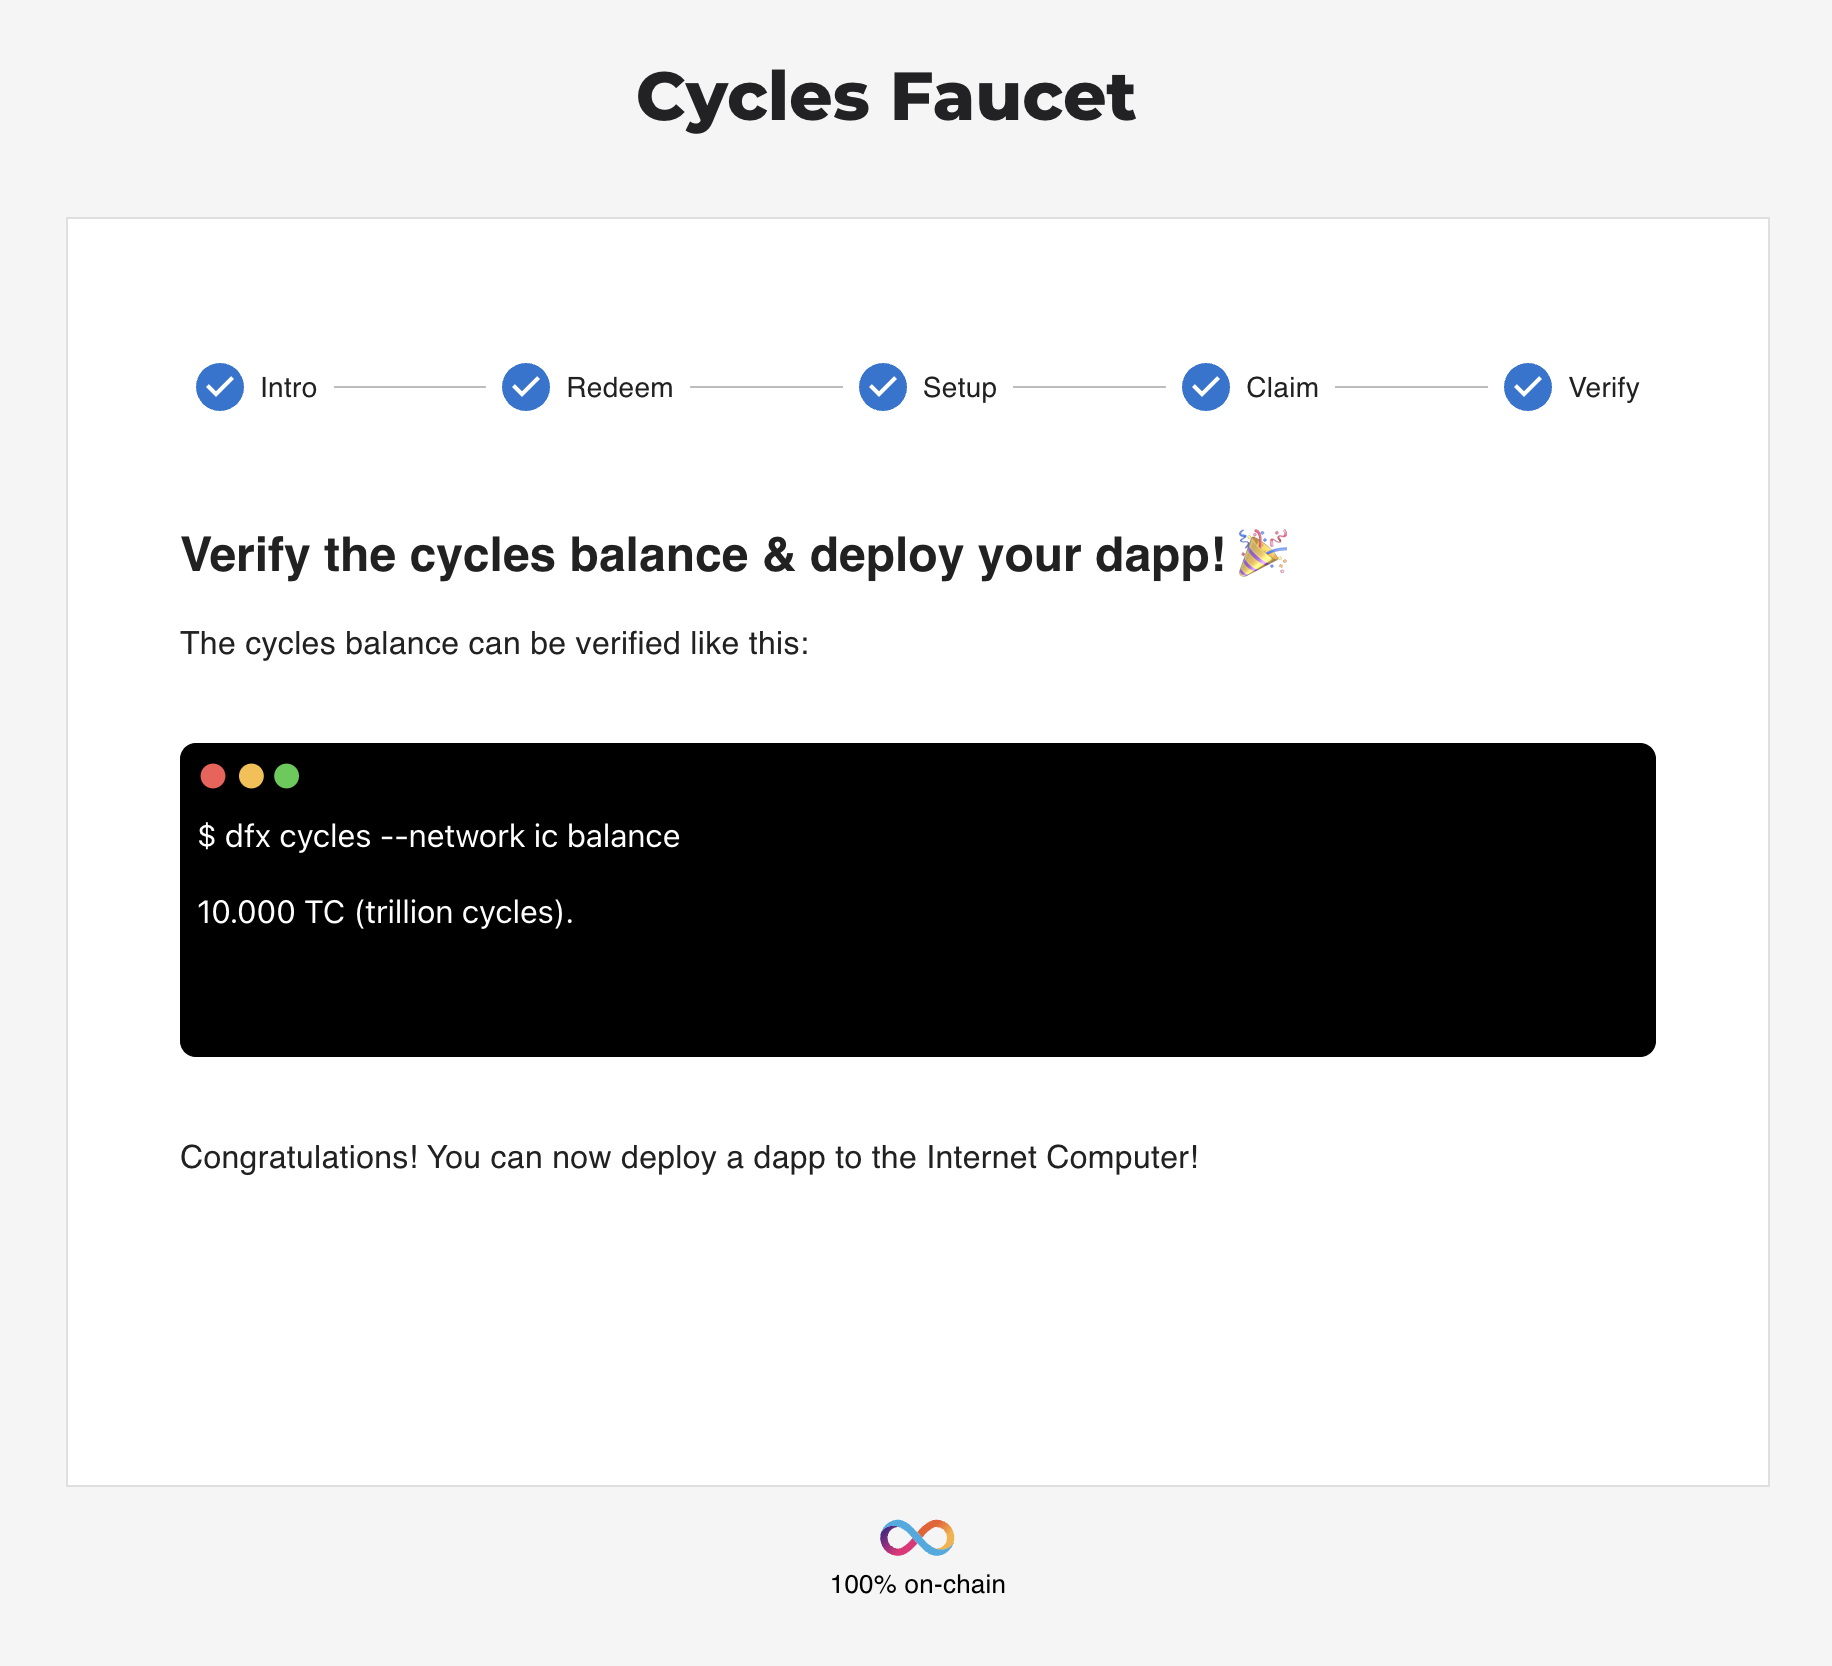 Cycles Faucet
Intro
Redeem
Setup
Claim
Verify
Verify the cycles balance & deploy your dapp! 🎉
The cycles balance can be verified like this:
$ dfx cycles --network ic balance
10.000 TC (trillion cycles).
Congratulations! You can now deploy a dapp to the Internet Computer!
100% on-chain